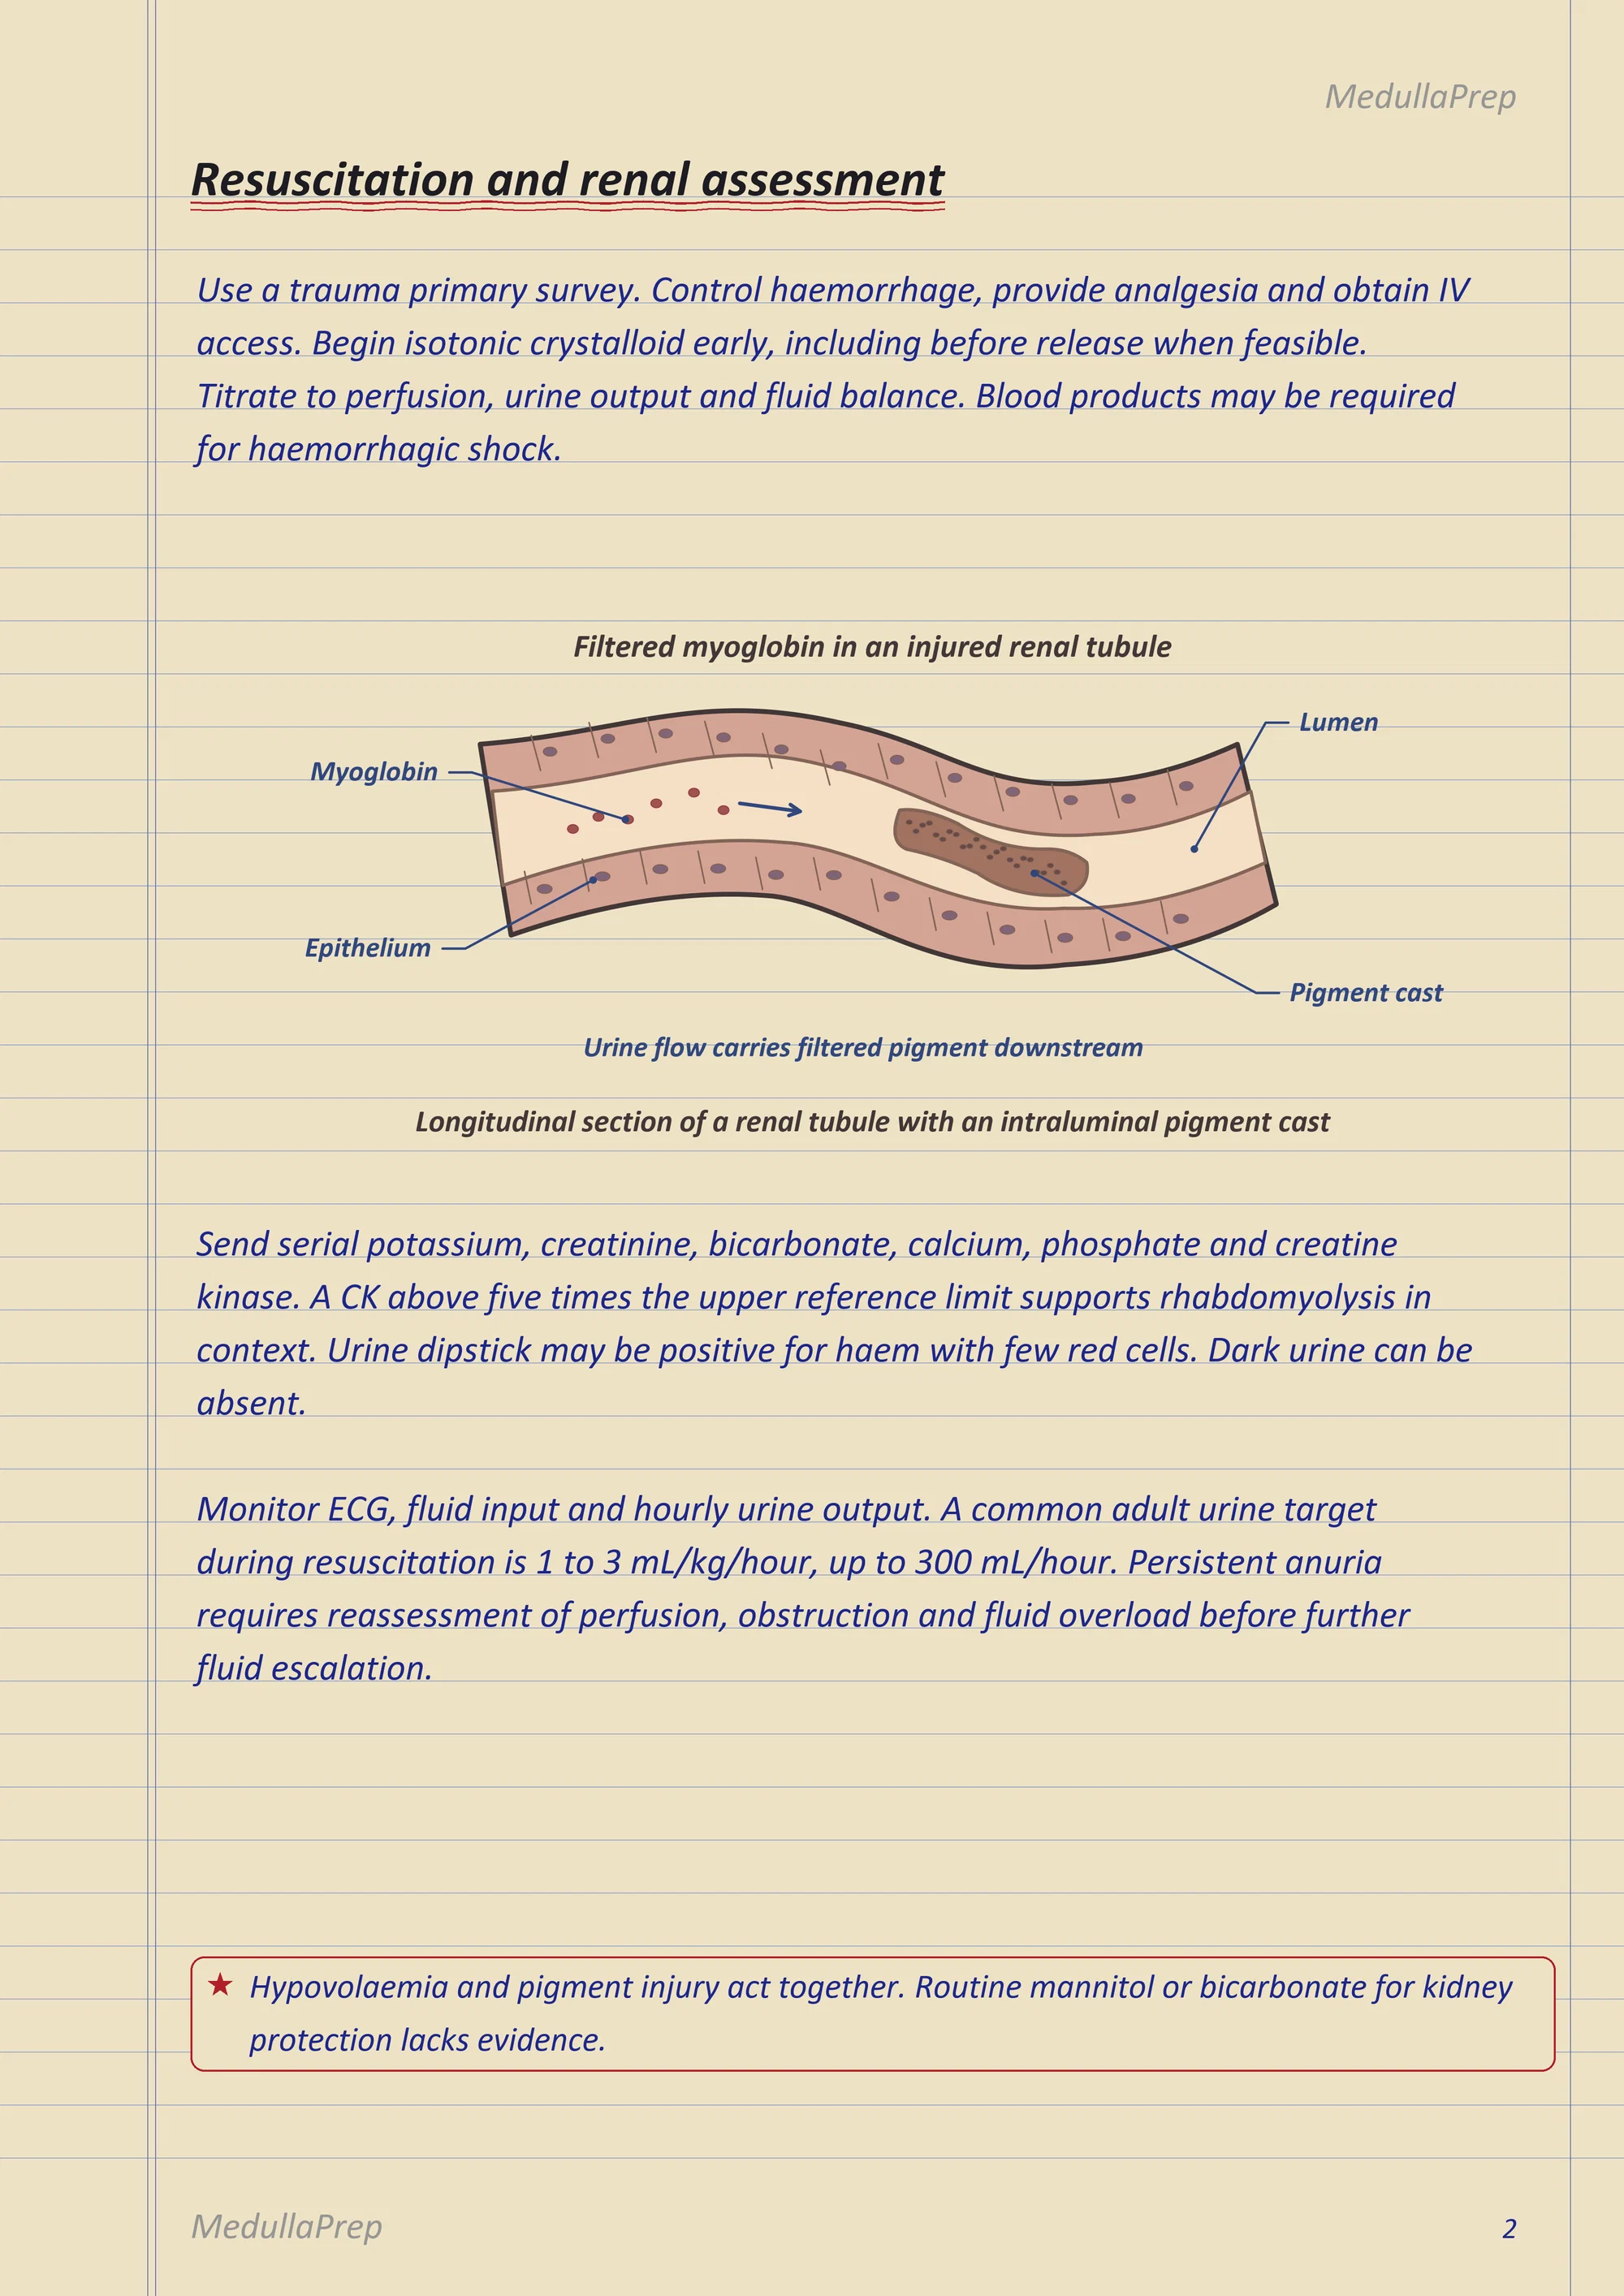 MedullaPrep
Resuscitation and renal assessment
Use a trauma primary survey. Control haemorrhage, provide analgesia and obtain IV
access. Begin isotonic crystalloid early, including before release when feasible.
Titrate to perfusion, urine output and fluid balance. Blood products may be required
for haemorrhagic shock.
Filtered myoglobin in an injured renal tubule
Lumen
Myoglobin
Epithelium
Pigment cast
Urine flow carries filtered pigment downstream
Longitudinal section of a renal tubule with an intraluminal pigment cast
Send serial potassium, creatinine, bicarbonate, calcium, phosphate and creatine
kinase. A CK above five times the upper reference limit supports rhabdomyolysis in
context. Urine dipstick may be positive for haem with few red cells. Dark urine can be
absent.
Monitor ECG, fluid input and hourly urine output. A common adult urine target
during resuscitation is 1 to 3 mL/kg/hour, up to 300 mL/hour. Persistent anuria
requires reassessment of perfusion, obstruction and fluid overload before further
fluid escalation.
★ Hypovolaemia and pigment injury act together. Routine mannitol or bicarbonate for kidney
protection lacks evidence.
MedullaPrep
2